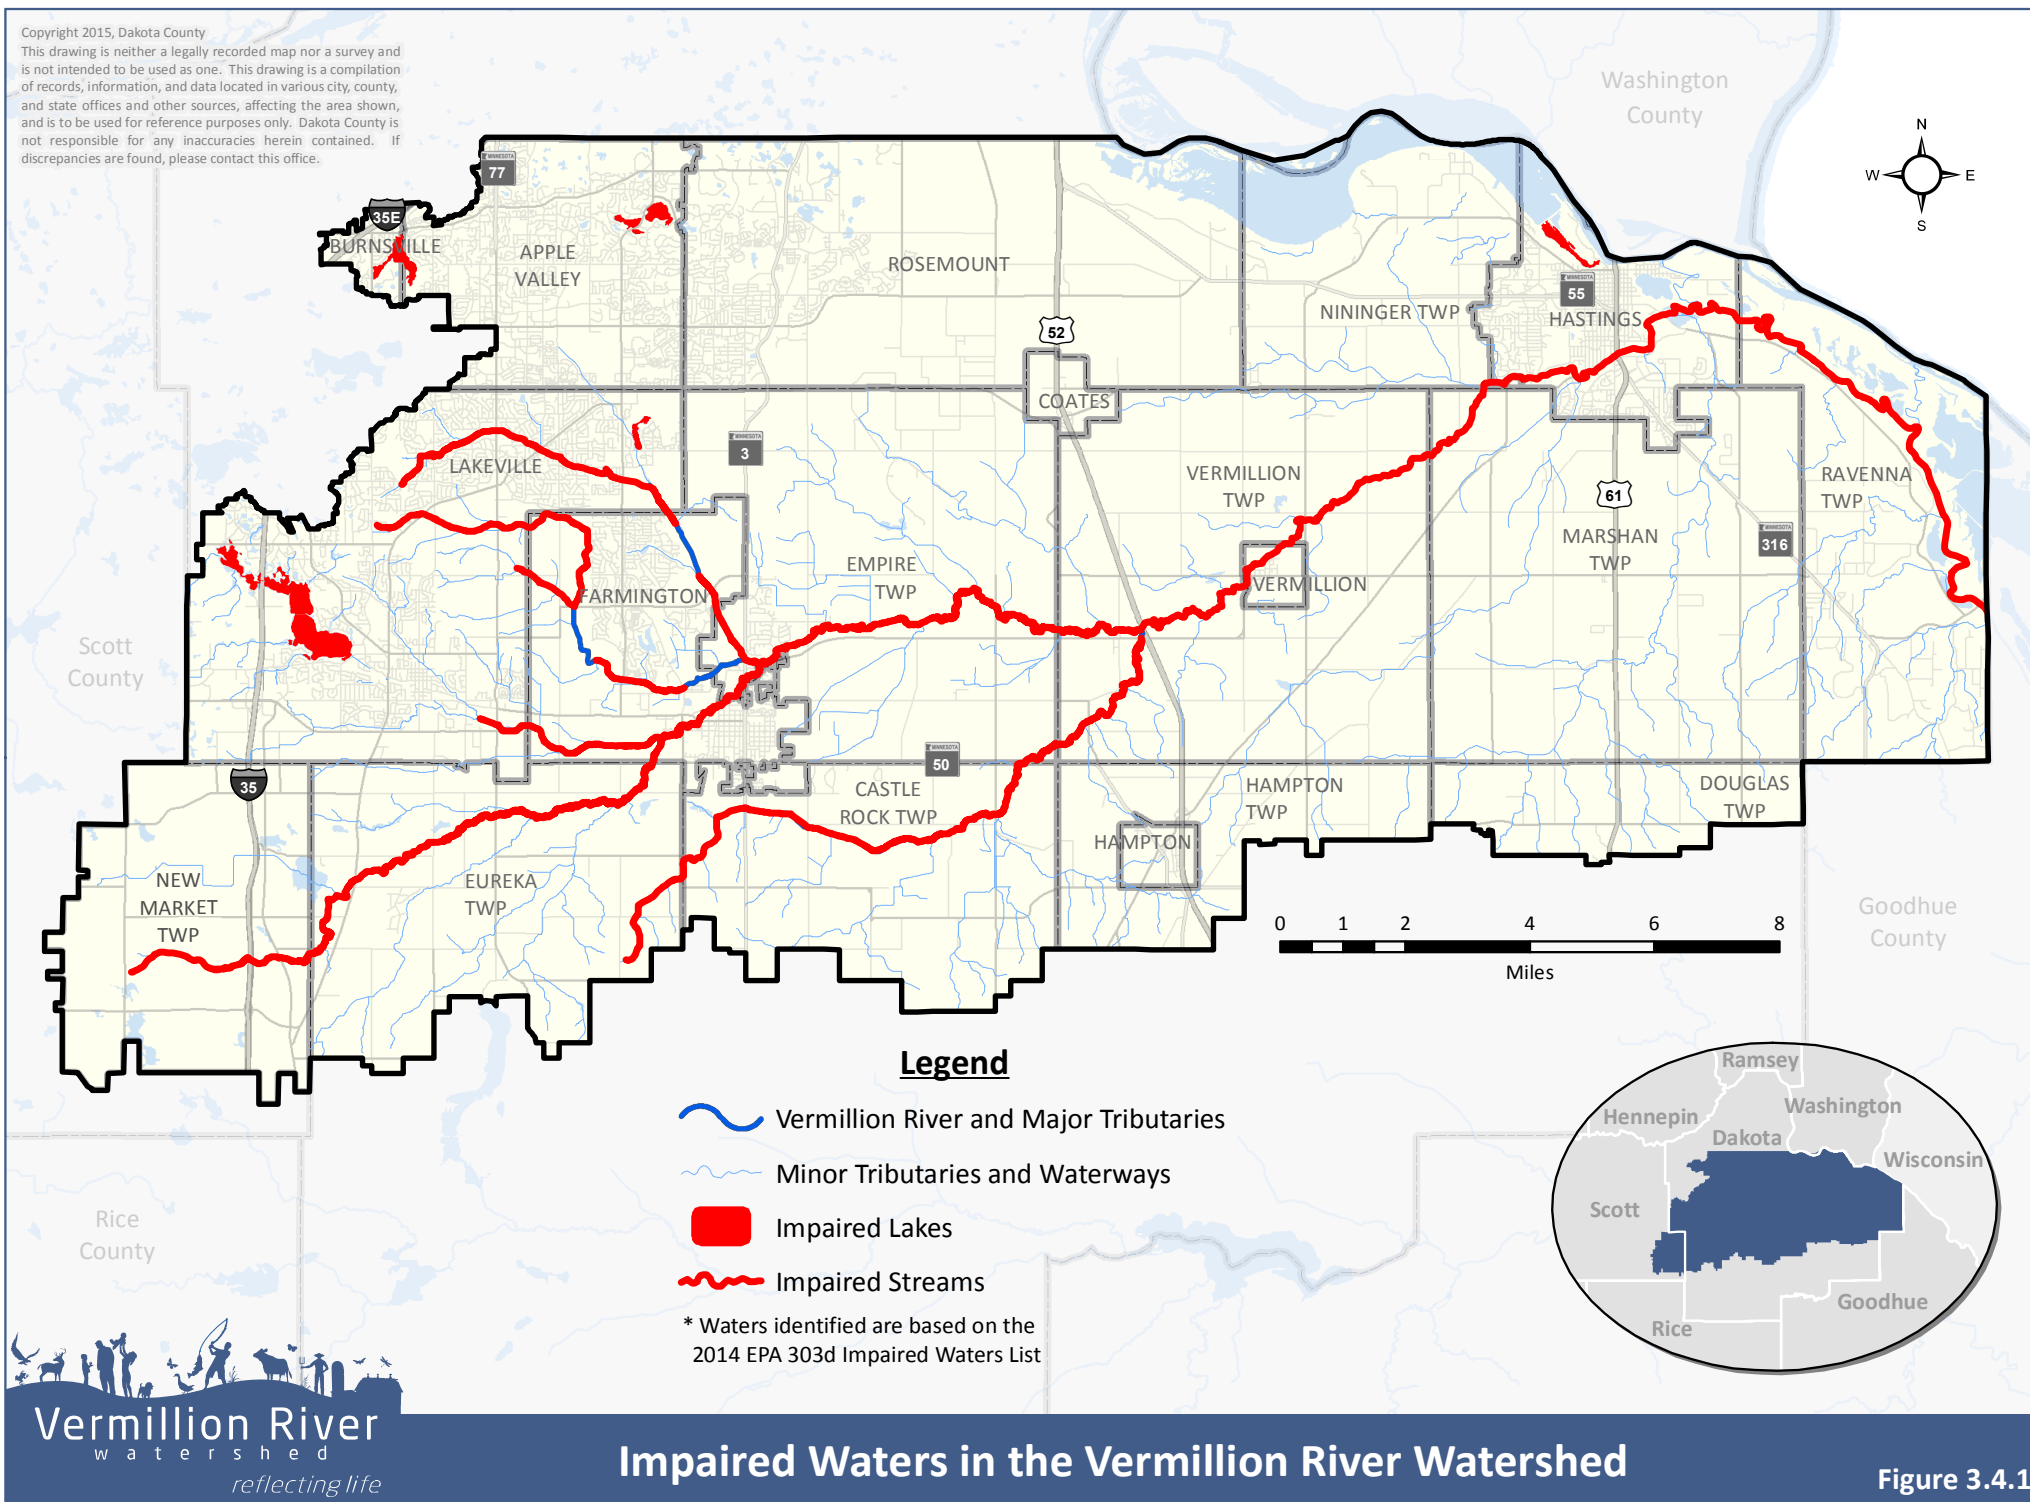 Copyright 2015, Dakota County
This drawing is neither a legally recorded map nor a survey and
is not intended to be used as one. This drawing is a compilation
of records, information, and data located in various city, county,
and state offices and other sources, affecting the area shown,
and is to be used for reference purposes only. Dakota County is
not responsible for any inaccuracies herein contained. If
discrepancies are found, please contact this office.
Washington
County
N
W E
S
MINNESOTA
77
35E
BURNSVILLE
APPLE
VALLEY
ROSEMOUNT
52
NININGER TWP
MINNESOTA
55
HASTINGS
COATES
LAKEVILLE
MINNESOTA
3
VERMILLION
TWP
61
RAVENNA
TWP
MARSHAN
TWP
MINNESOTA
316
EMPIRE
TWP
FARMINGTON
VERMILLION
Scott
County
35
MINNESOTA
50
CASTLE
ROCK TWP
HAMPTON
TWP
DOUGLAS
TWP
HAMPTON
NEW
MARKET
TWP
EUREKA
TWP
Goodhue
County
0 1 2 4 6 8
Miles
Rice
County
Legend
Vermillion River and Major Tributaries
Minor Tributaries and Waterways
Impaired Lakes
Impaired Streams
* Waters identified are based on the
2014 EPA 303d Impaired Waters List
Ramsey
Hennepin
Washington
Dakota
Wisconsin
Scott
Goodhue
Rice
Vermillion River
watershed
reflecting life
Impaired Waters in the Vermillion River Watershed
Figure 3.4.1